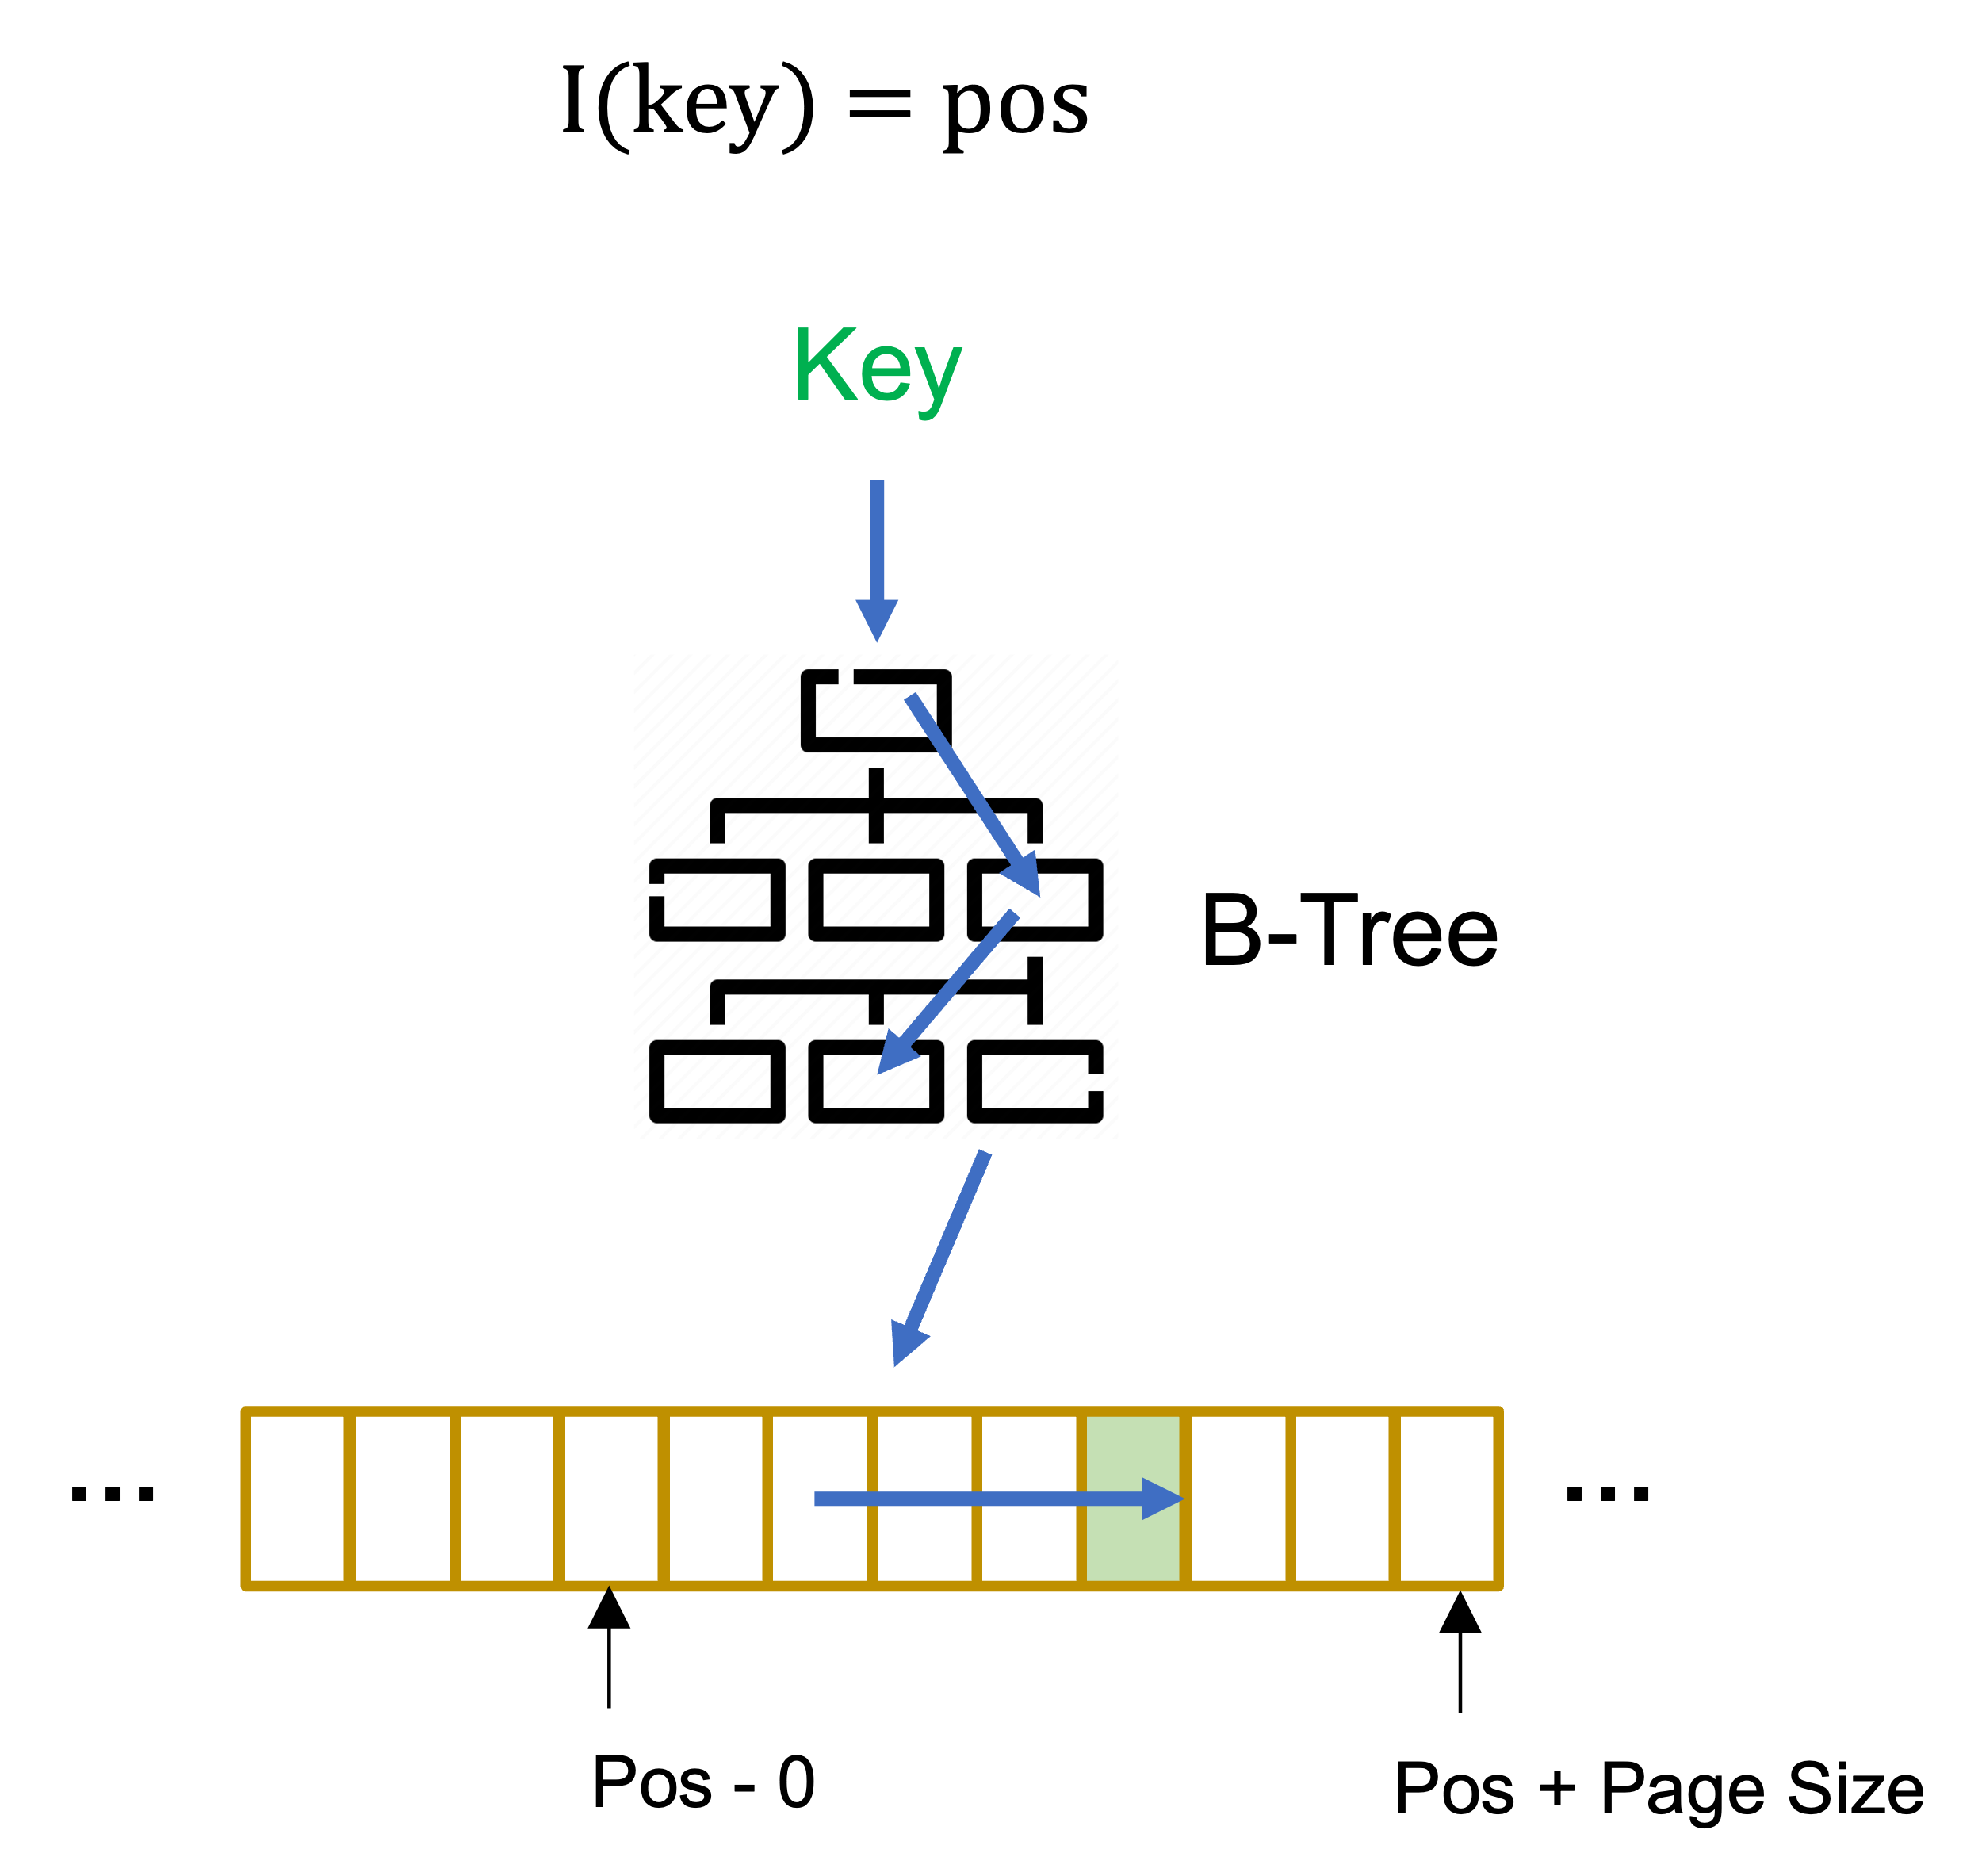 I(key) = pos
Key
B-Tree
...
...
Pos - 0
Pos + Page Size